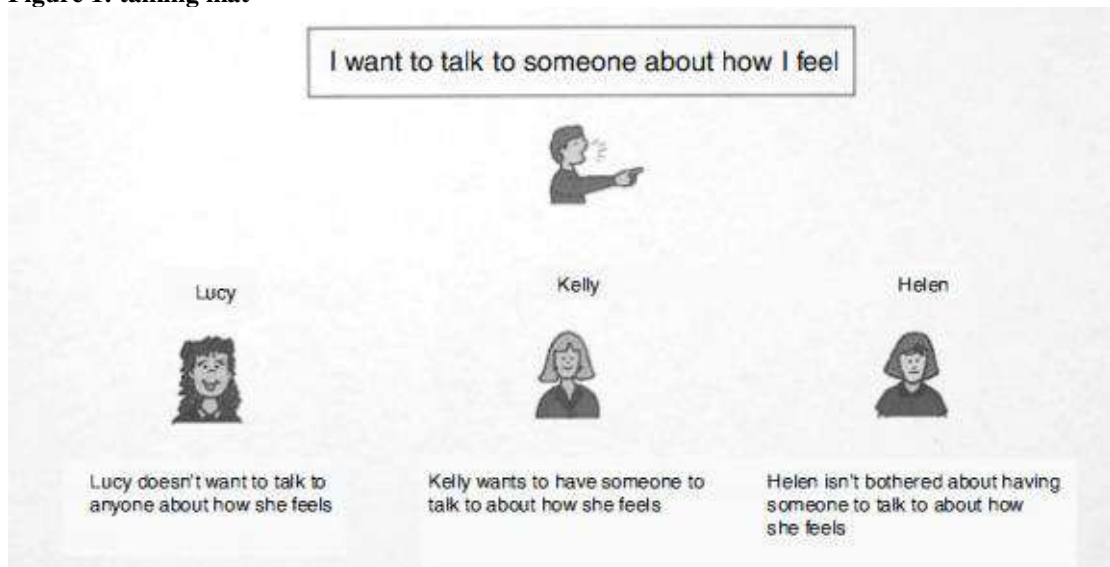 Figure 1: talking mat
I want to talk to someone about how I feel
Lucy
Kelly
Helen
Lucy doesn't want to talk to
anyone about how she feels
Kelly wants to have someone to
talk to about how she feels
Helen isn't bothered about having
someone to talk to about how
she feels